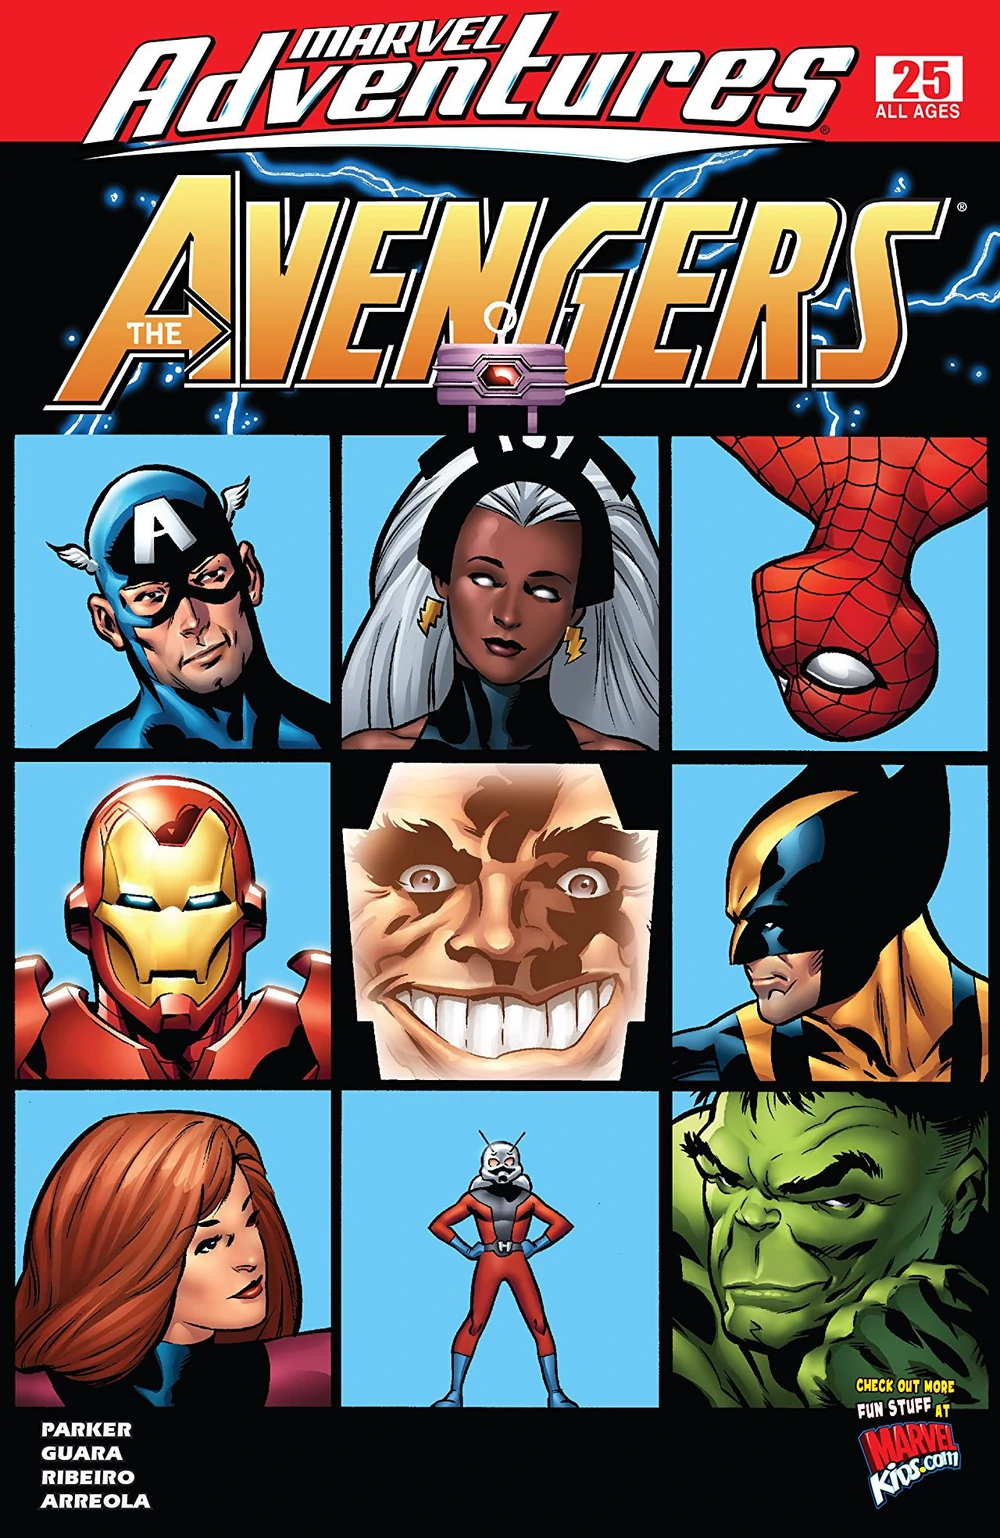 MARVEL
Adventures®
25
ALL AGES
THE
AVENGERS®
A
PARKER
GUARA
RIBEIRO
ARREOLA
CHECK OUT MORE
FUN STUFF AT
MARVEL
KiDS.com